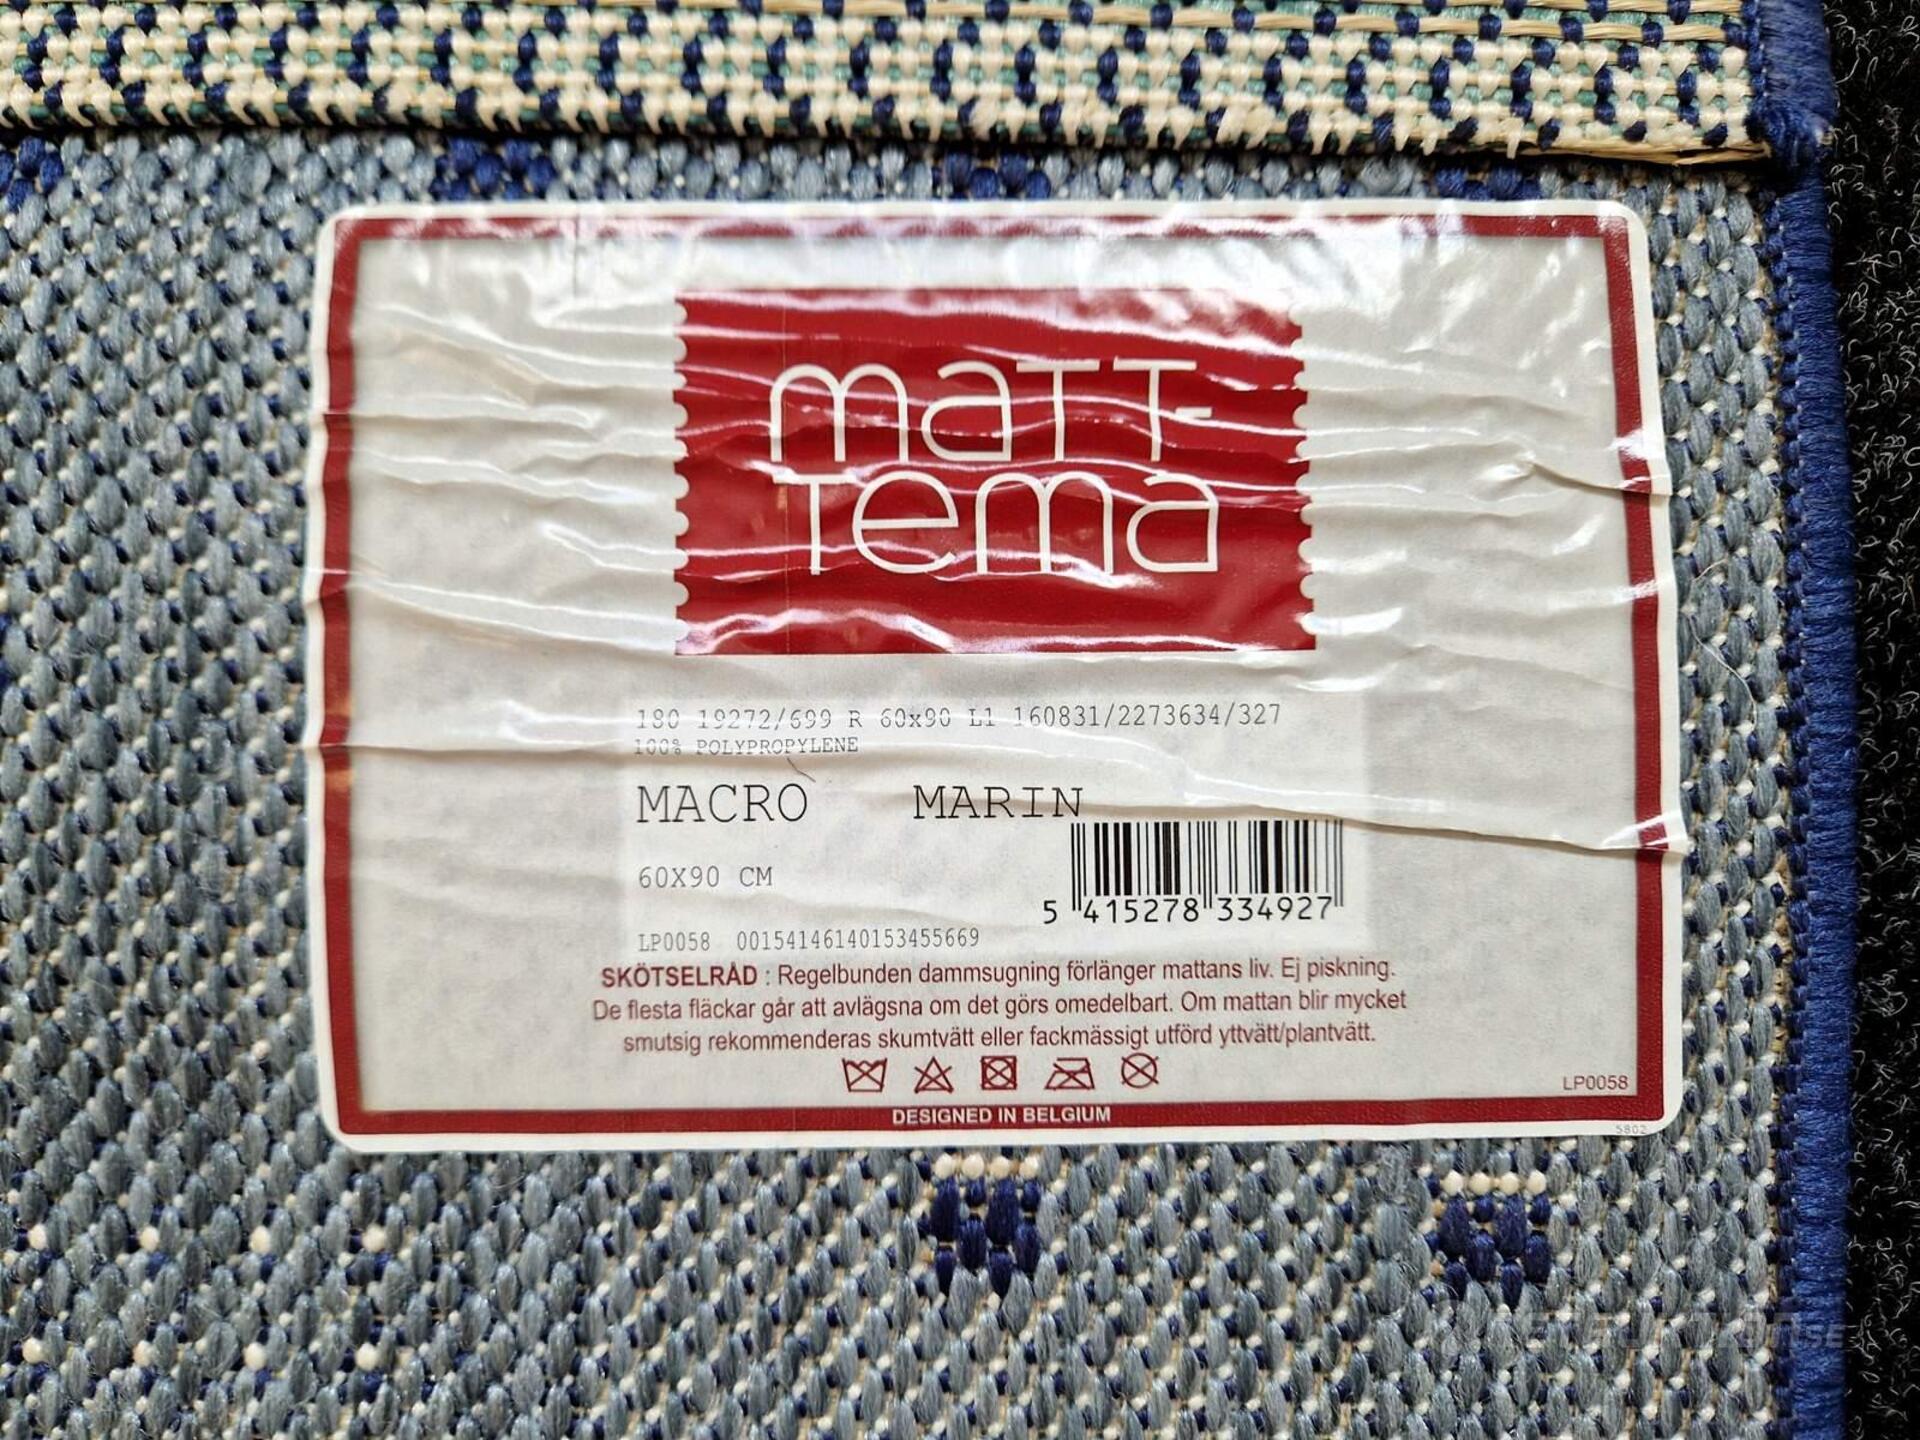 maTT-
Tema
180 19272/699 R 60x90 L1 160831/2273634/327
100% POLYPROPYLENE
MACRO MARIN
60X90 CM
5 415278 334927
LP0058 00154146140153455669
SKÖTSELRÅD : Regelbunden dammsugning förlänger mattans liv. Ej piskning.
De flesta fläckar går att avlägsna om det görs omedelbart. Om mattan blir mycket
smutsig rekommenderas skumtvätt eller fackmässigt utförd yttvätt/plantvätt.
LP0058
DESIGNED IN BELGIUM
5802